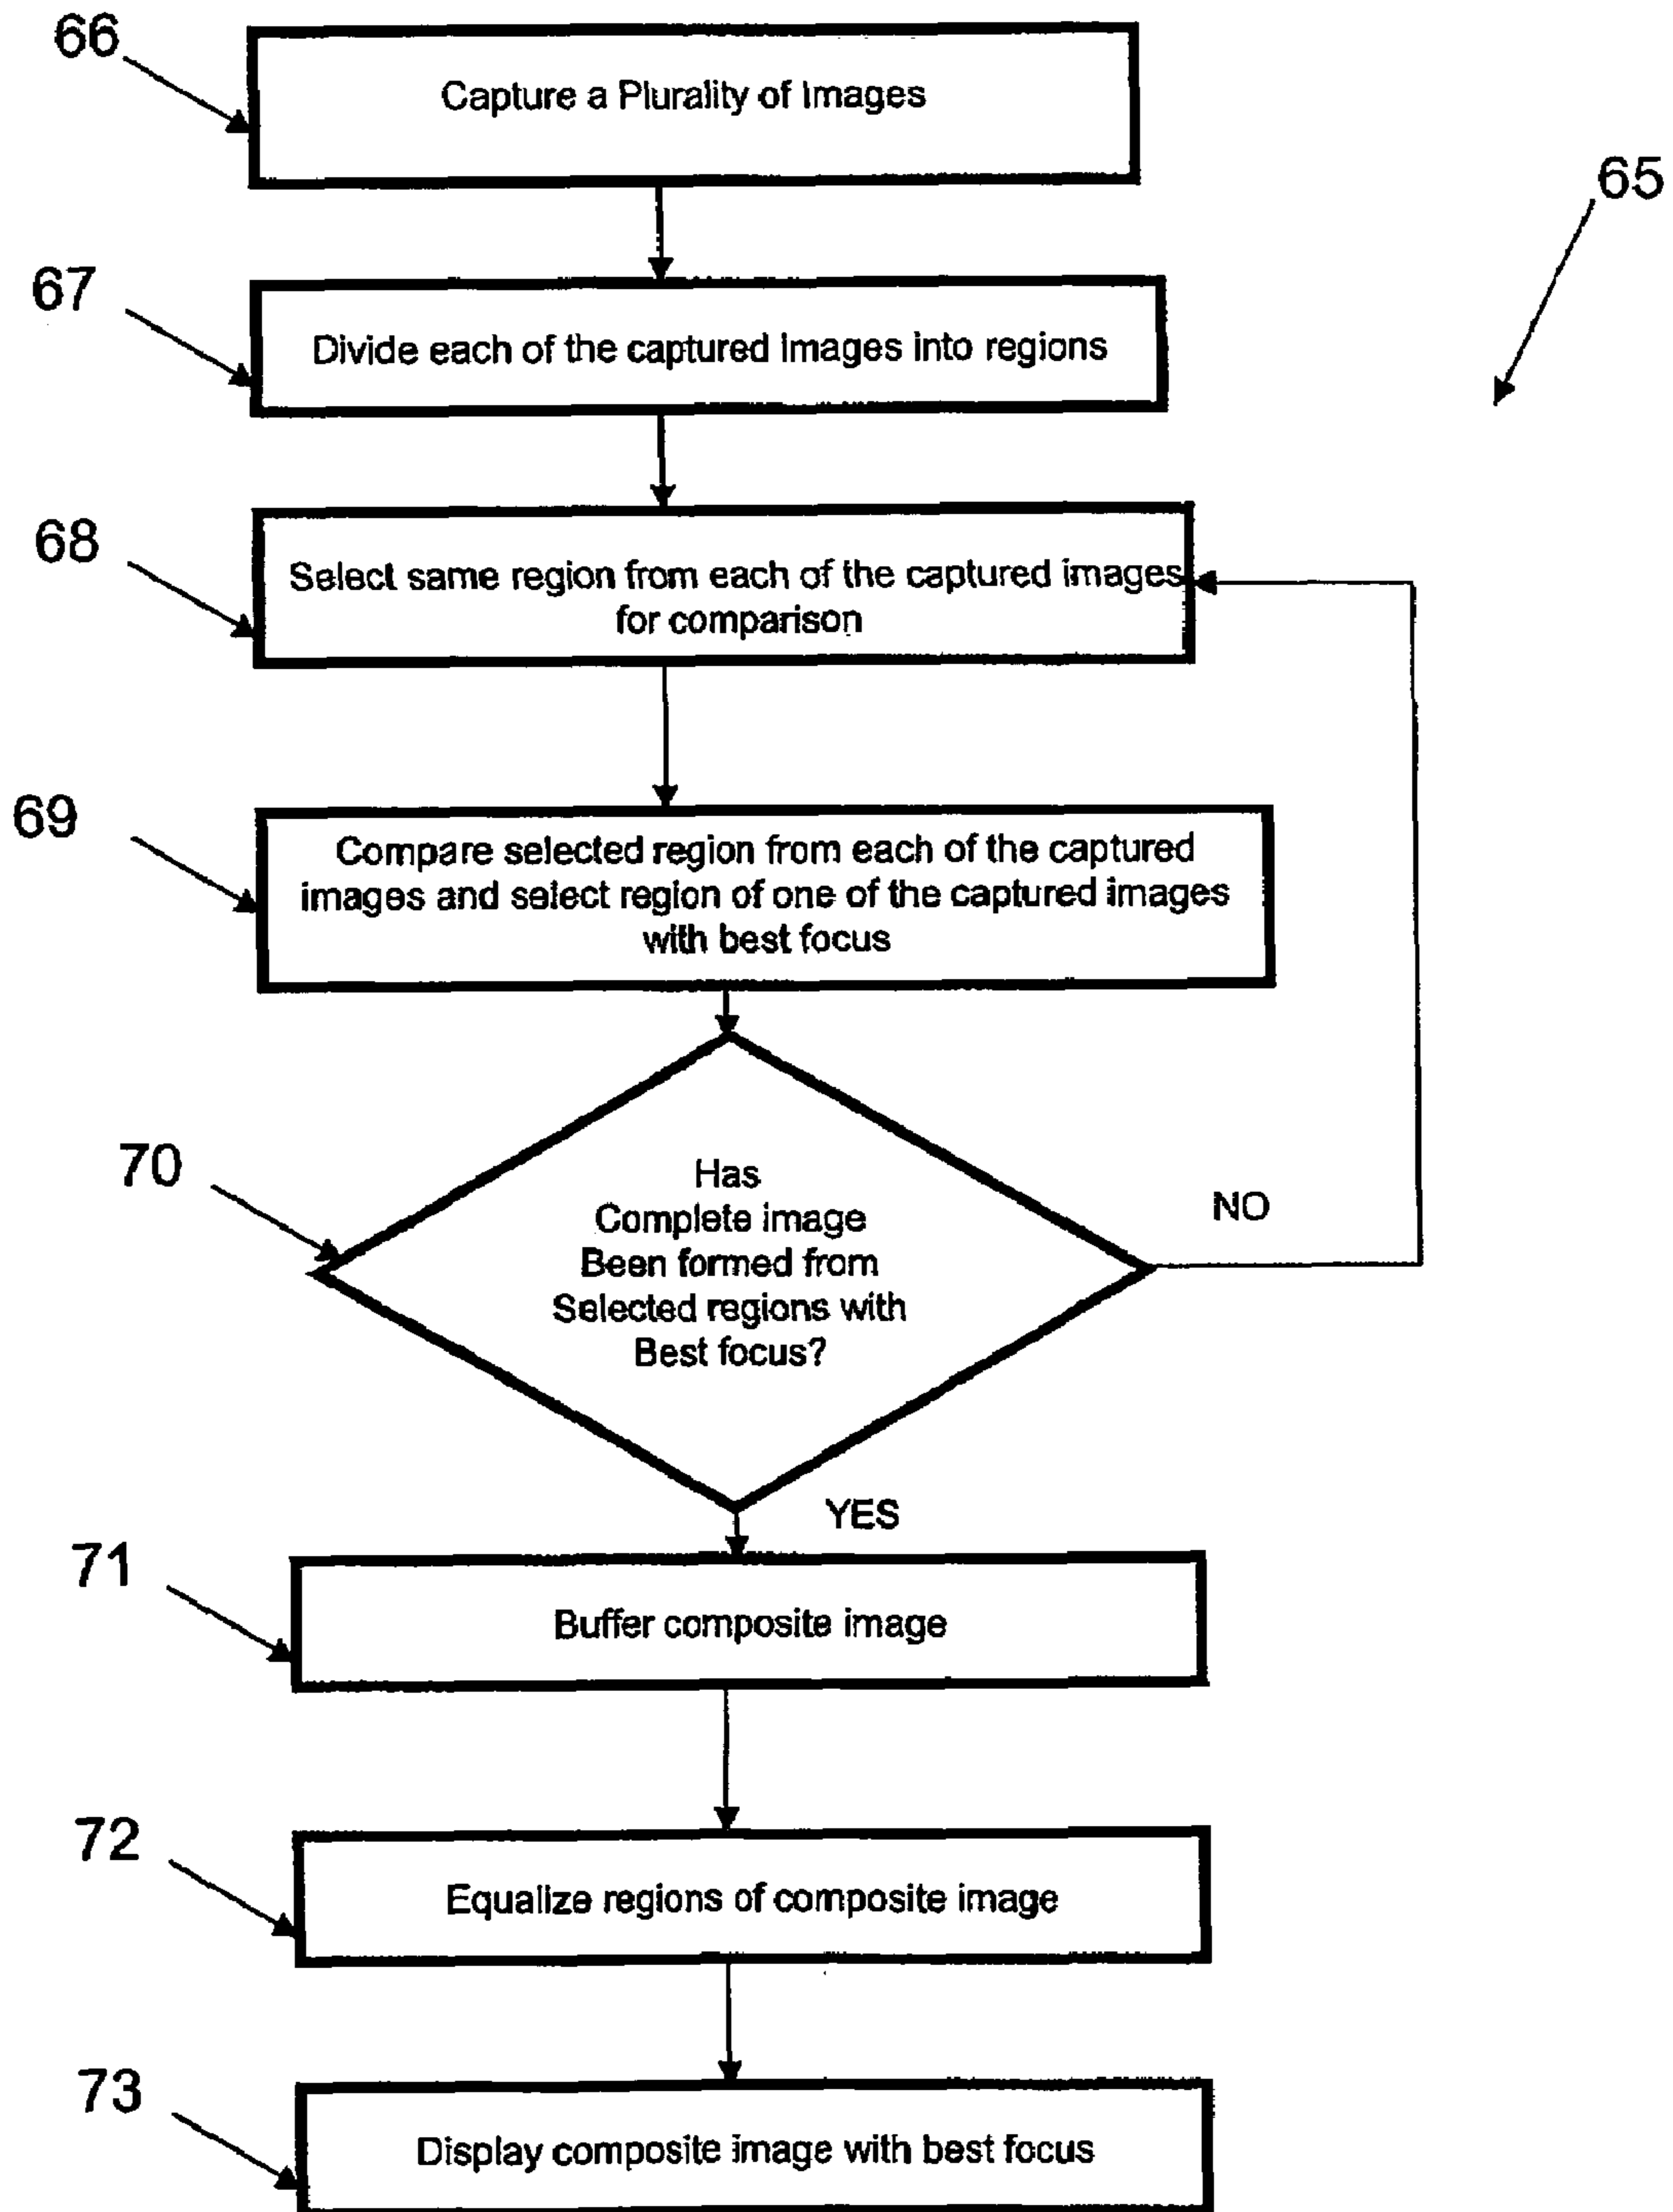 66
Capture a Plurality of Images
65
67
Divide each of the captured images into regions
68
Select same region from each of the captured images
for comparison
69
Compare selected region from each of the captured
images and select region of one of the captured images
with best focus
70
Has
Complete image
Been formed from
Selected regions with
Best focus?
NO
YES
71
Buffer composite image
72
Equalize regions of composite image
73
Display composite image with best focus